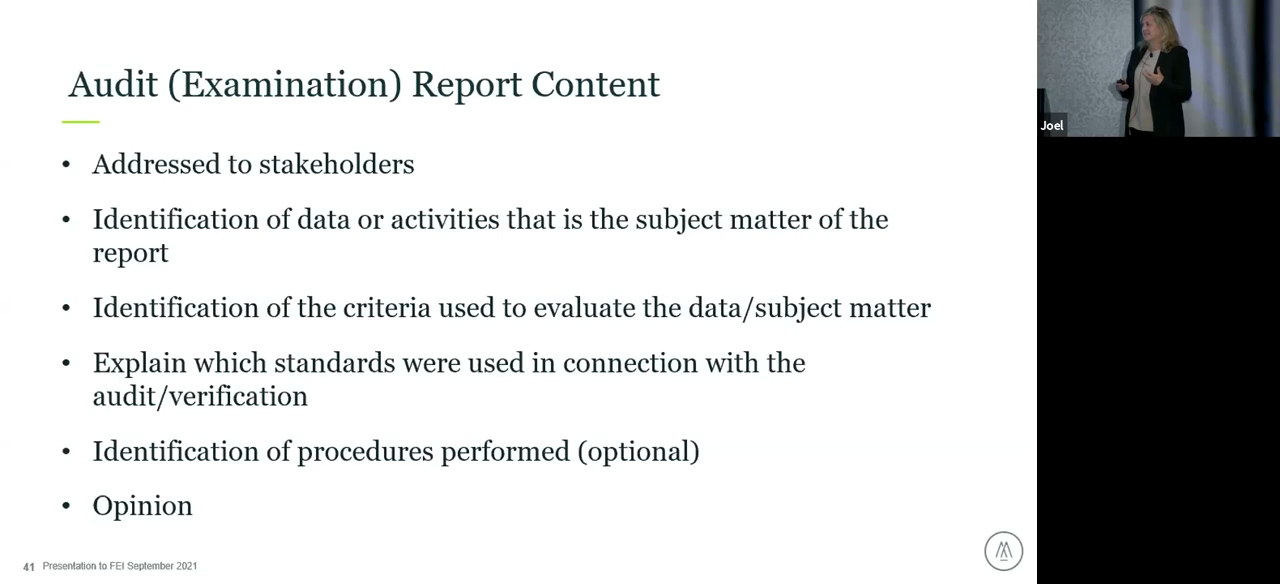 Audit (Examination) Report Content
• Addressed to stakeholders
• Identification of data or activities that is the subject matter of the
report
• Identification of the criteria used to evaluate the data/subject matter
• Explain which standards were used in connection with the
audit/verification
• Identification of procedures performed (optional)
• Opinion
41 Presentation to FEI September 2021
Joel